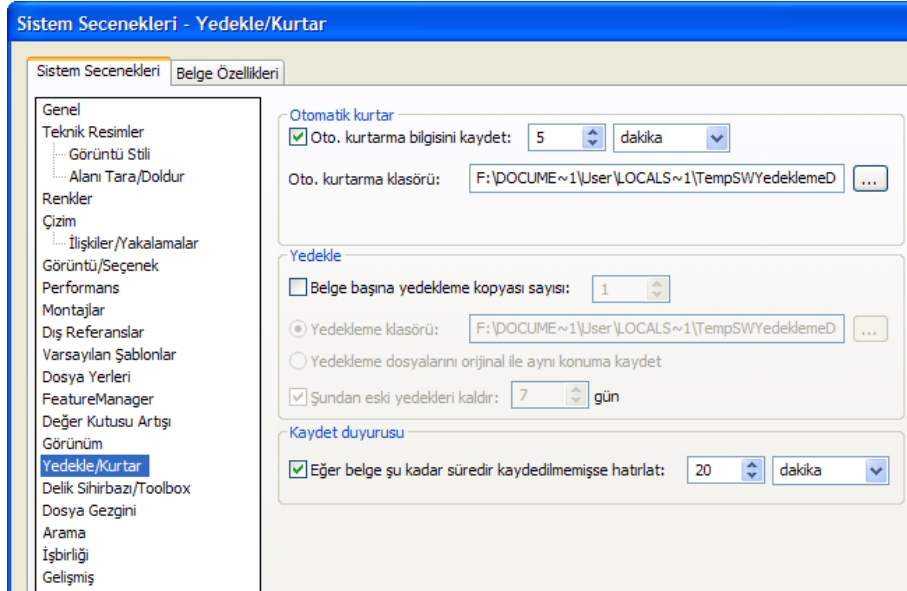 Sistem Secenekleri - Yedekle/Kurtar
Sistem Secenekleri Belge Özellikleri
Genel
Teknik Resimler
Görüntü Stili
Alanı Tara/Doldur
Renkler
Çizim
İlişkiler/Yakalamalar
Görüntü/Seçenek
Performans
Montajlar
Dış Referanslar
Varsayılan Şablonlar
Dosya Yerleri
FeatureManager
Değer Kutusu Artışı
Görünüm
Yedekle/Kurtar
Delik Sihirbazı/Toolbox
Dosya Gezgini
Arama
İşbirliği
Gelişmiş
Otomatik kurtar
Oto. kurtarma bilgisini kaydet: 5 dakika
Oto. kurtarma klasörü: F:\DOCUME~1\User\LOCALS~1\TempSWYedeklemeD ...
Yedekle
Belge başına yedekleme kopyası sayısı: 1
Yedekleme klasörü: F:\DOCUME~1\User\LOCALS~1\TempSWYedeklemeD ...
Yedekleme dosyalarını orijinal ile aynı konuma kaydet
Şundan eski yedekleri kaldır: 7 gün
Kaydet duyurusu
Eğer belge şu kadar süredir kaydedilmemişse hatırlat: 20 dakika